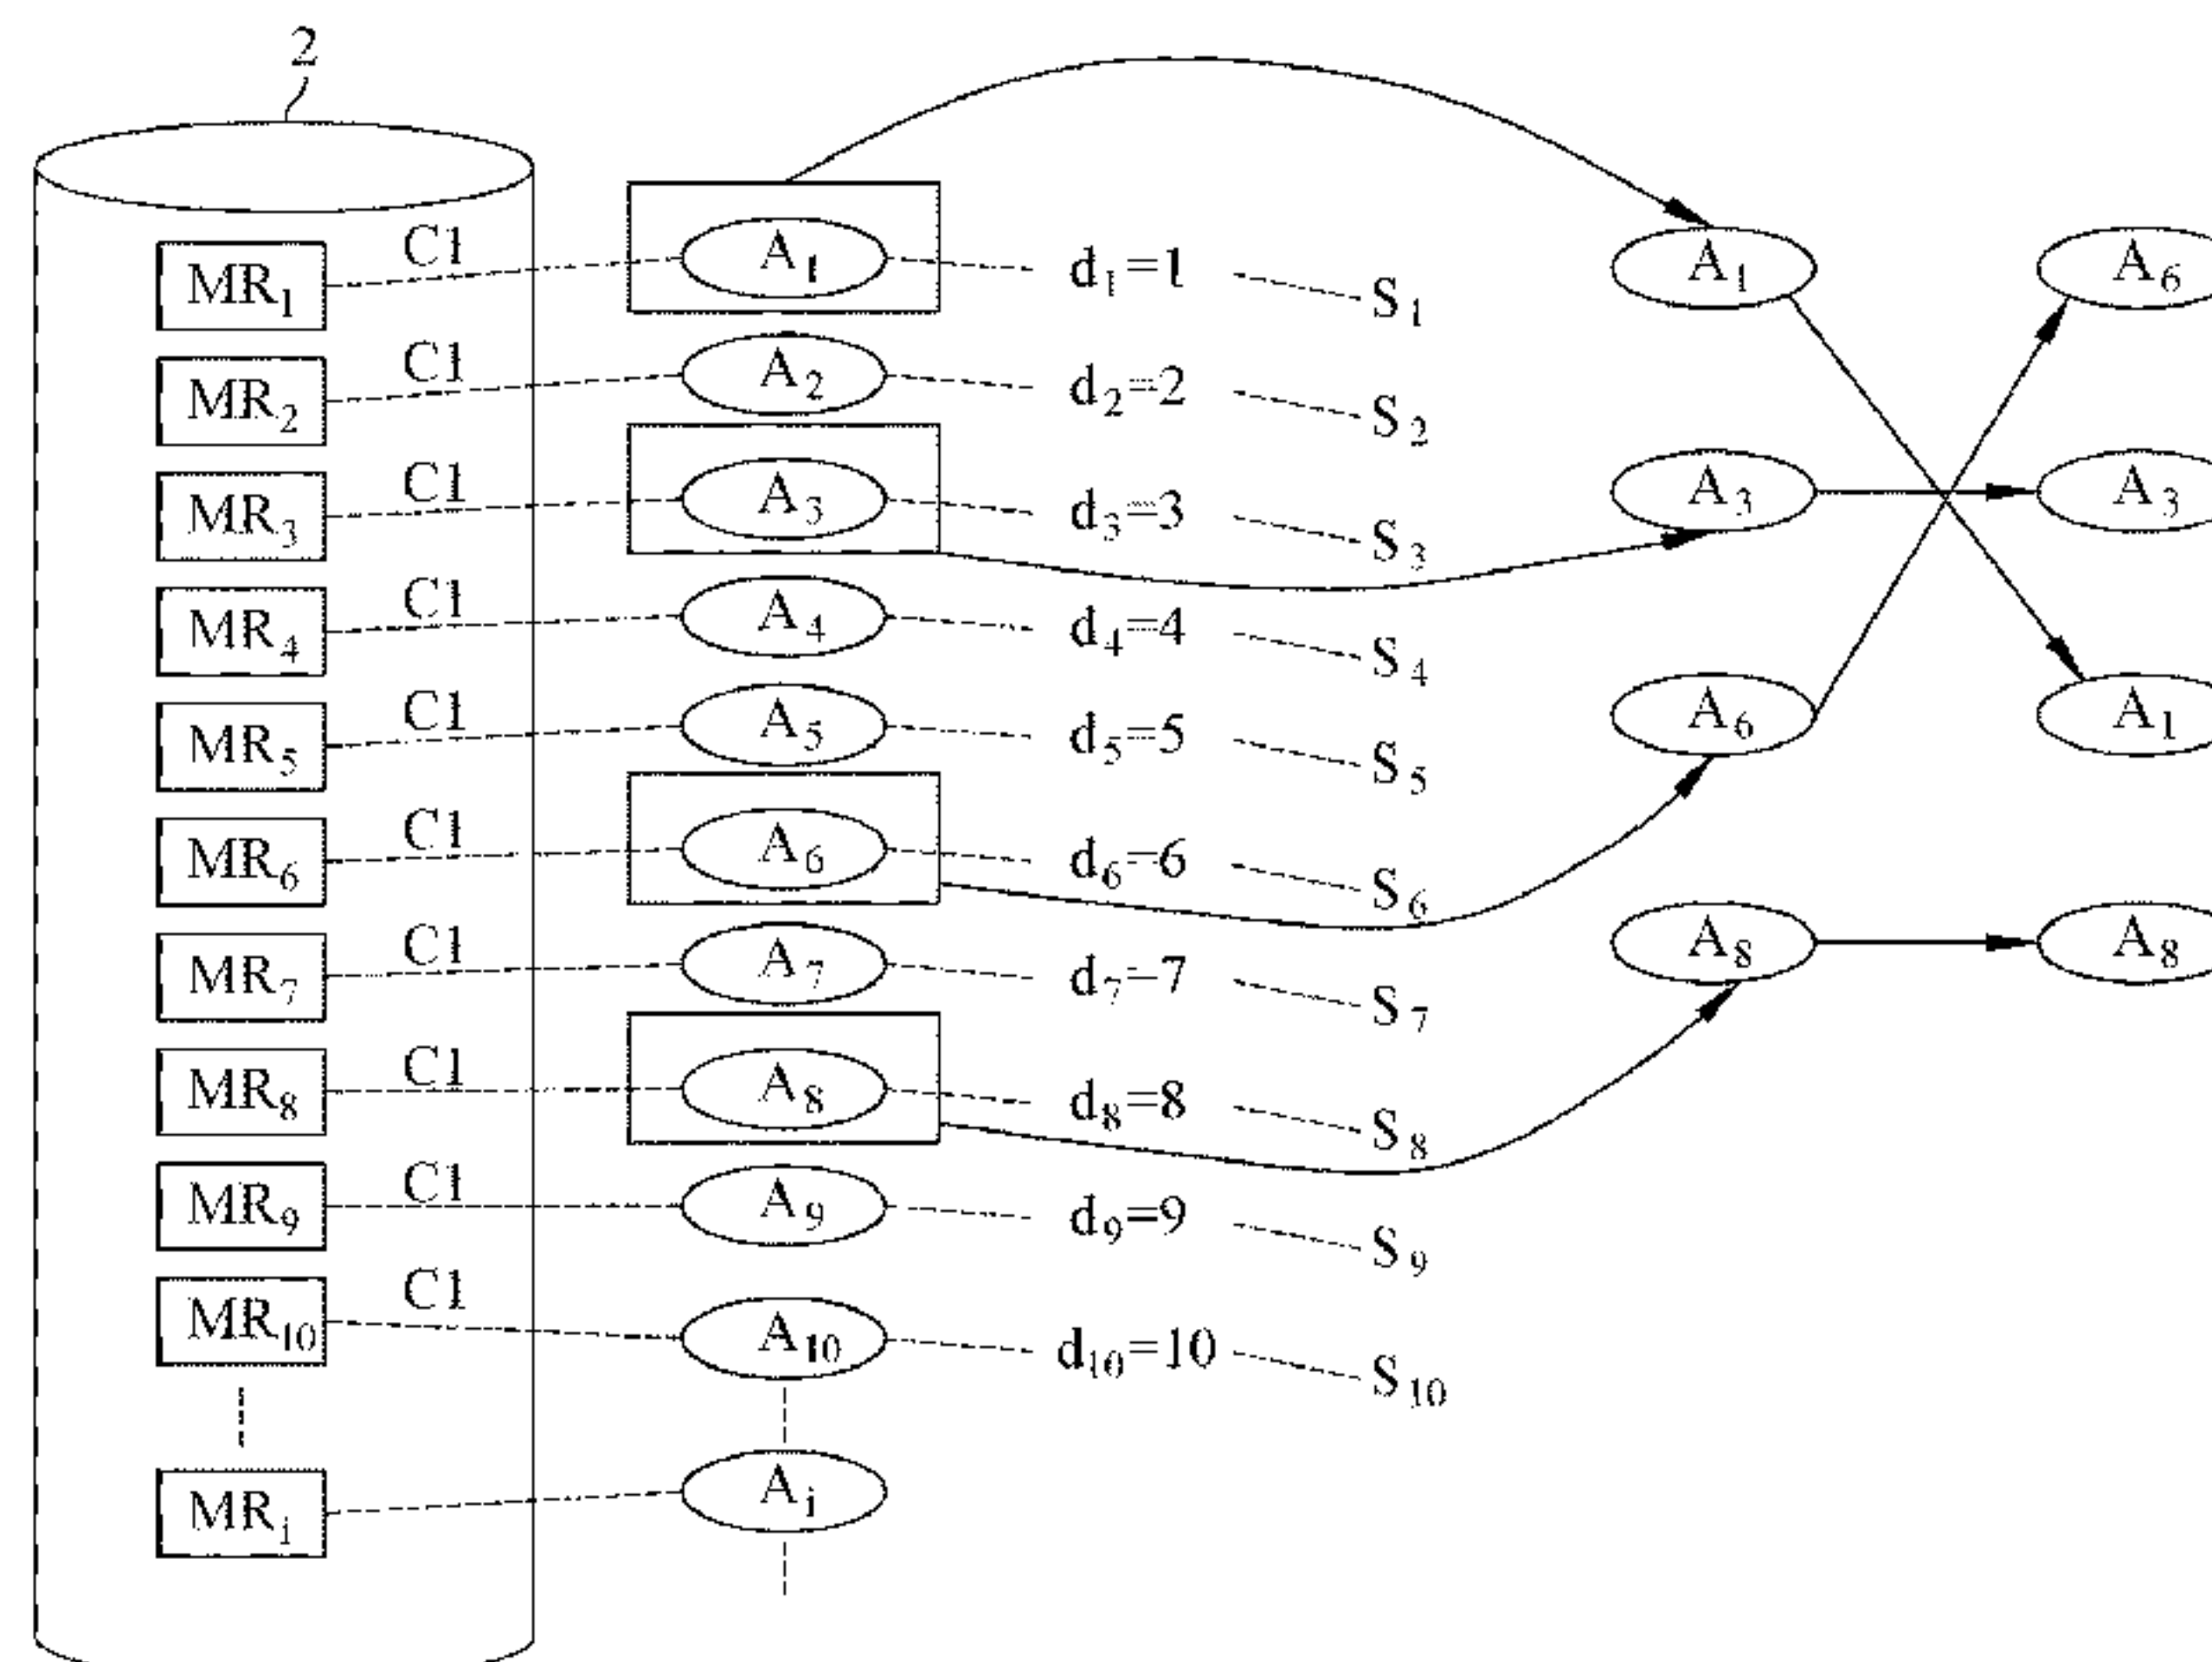 2
MR₁ C1 A₁ d₁=1 S₁ A₁ A₆
MR₂ C1 A₂ d₂=2 S₂
MR₃ C1 A₃ d₃=3 S₃ A₃ A₃
MR₄ C1 A₄ d₄=4 S₄
MR₅ C1 A₅ d₅=5 S₅ A₆ A₁
MR₆ C1 A₆ d₆=6 S₆
MR₇ C1 A₇ d₇=7 S₇ A₈ A₈
MR₈ C1 A₈ d₈=8 S₈
MR₉ C1 A₉ d₉=9 S₉
MR₁₀ C1 A₁₀ d₁₀=10 S₁₀
MRᵢ Aᵢ